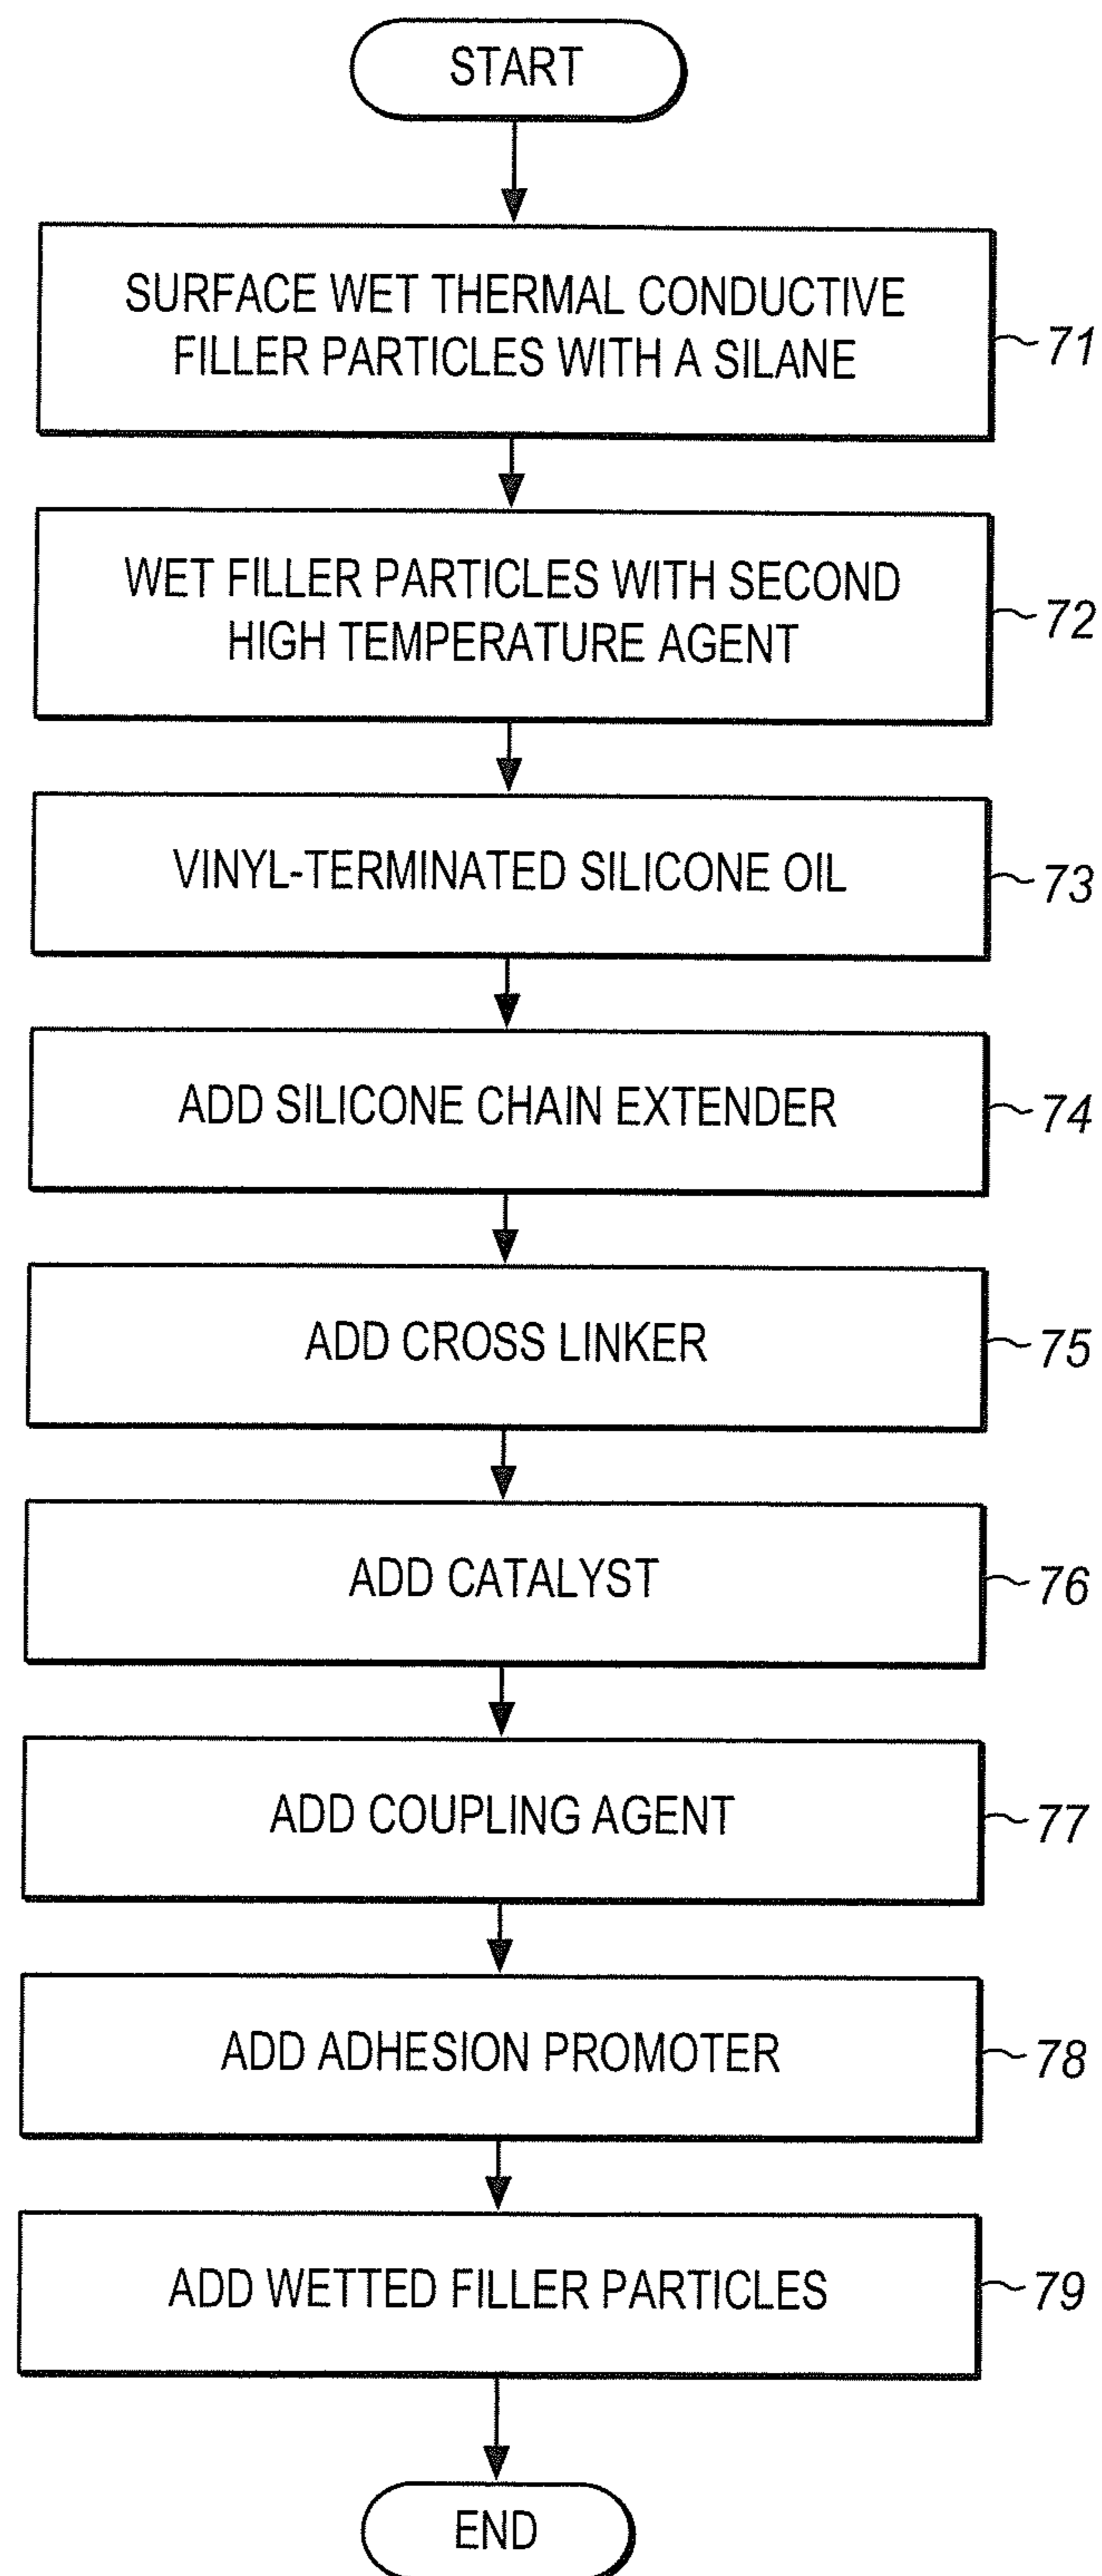 START
SURFACE WET THERMAL CONDUCTIVE
FILLER PARTICLES WITH A SILANE
71
WET FILLER PARTICLES WITH SECOND
HIGH TEMPERATURE AGENT
72
VINYL-TERMINATED SILICONE OIL
73
ADD SILICONE CHAIN EXTENDER
74
ADD CROSS LINKER
75
ADD CATALYST
76
ADD COUPLING AGENT
77
ADD ADHESION PROMOTER
78
ADD WETTED FILLER PARTICLES
79
END